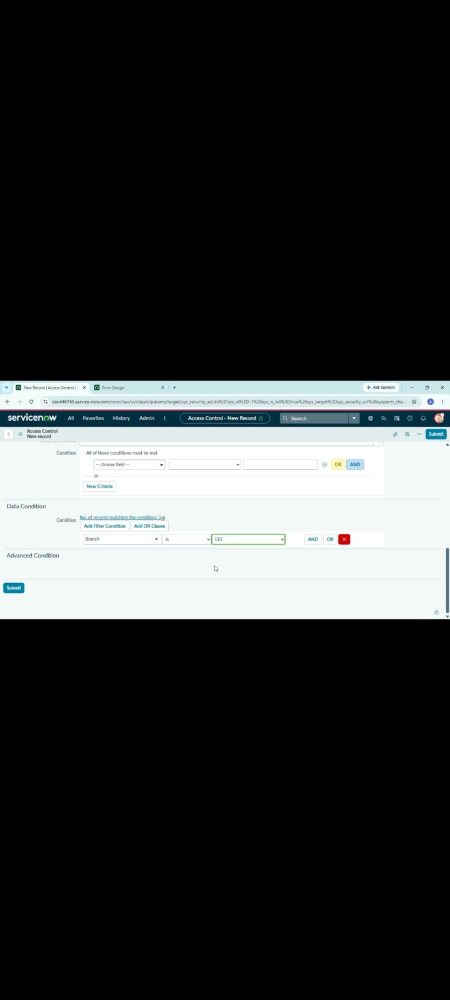 New Record | Access Control |
Form Design
Ask Gemini
dev446745.service-now.com/now/nav/ui/classic/params/target/sys_security_acl.do%3Fsys_id%3D-1%26sys_is_list%3Dtrue%26sys_target%3Dsys_security_acl%26sysparm_che...
servicenow All Favorites History Admin Access Control - New Record Search
Access Control
New record
Submit
Condition All of these conditions must be met
-- choose field -- OR AND
or
New Criteria
Data Condition
Condition No. of records matching the condition: 3
Add Filter Condition Add OR Clause
Branch is EEE AND OR
Advanced Condition
Submit